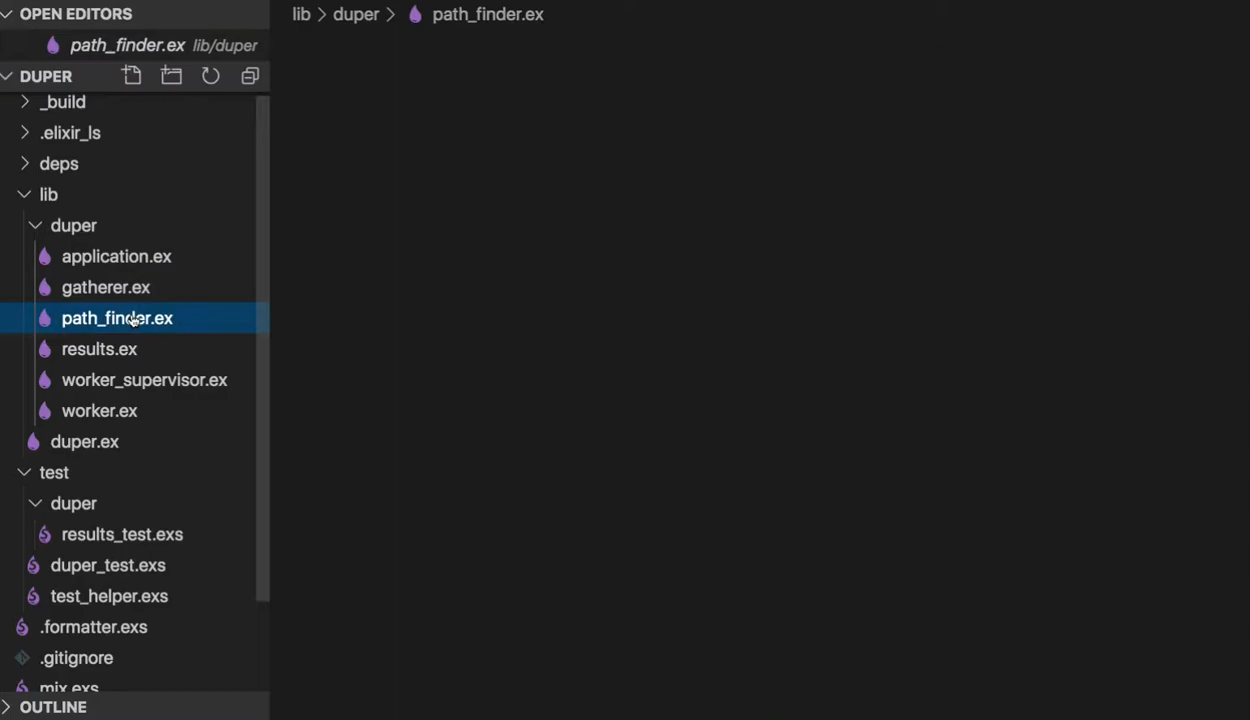 OPEN EDITORS
path_finder.ex lib/duper
DUPER
_build
.elixir_ls
deps
lib
duper
application.ex
gatherer.ex
path_finder.ex
results.ex
worker_supervisor.ex
worker.ex
duper.ex
test
duper
results_test.exs
duper_test.exs
test_helper.exs
.formatter.exs
.gitignore
mix.exs
OUTLINE
lib > duper > path_finder.ex